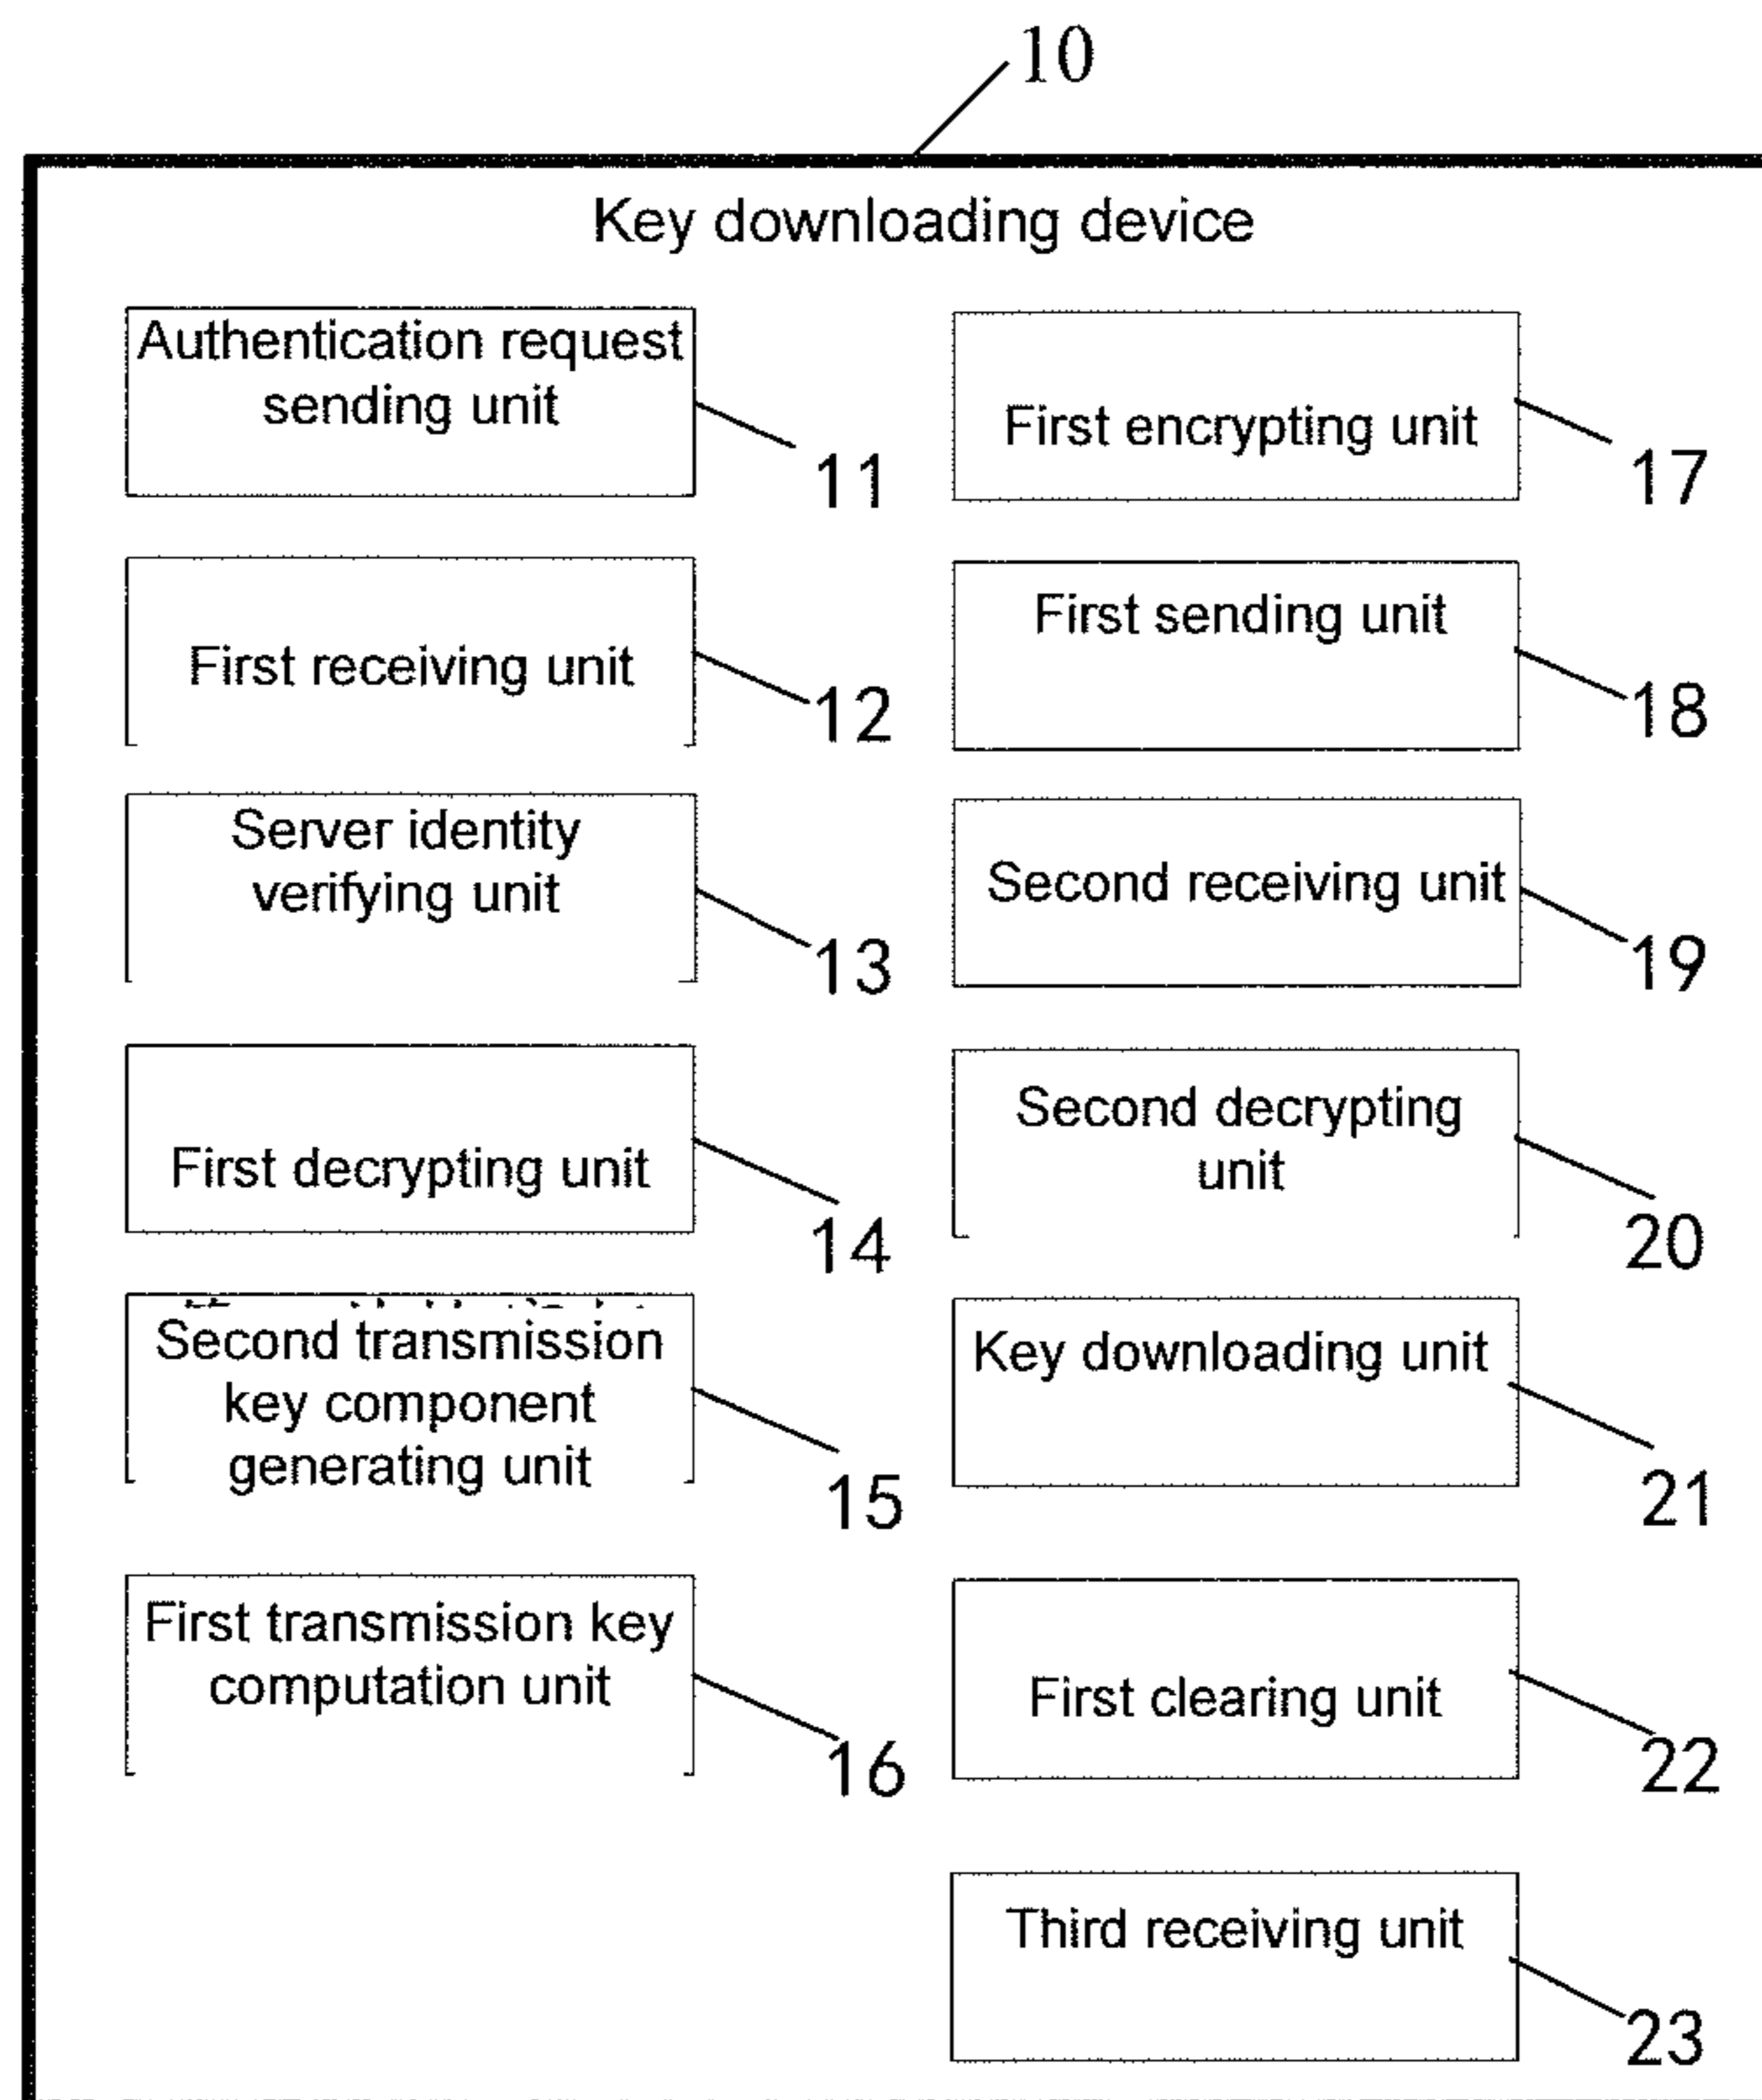 10
Key downloading device
Authentication request
sending unit
11
First receiving unit
12
Server identity
verifying unit
13
First decrypting unit
14
Second transmission
key component
generating unit
15
First transmission key
computation unit
16
First encrypting unit
17
First sending unit
18
Second receiving unit
19
Second decrypting
unit
20
Key downloading unit
21
First clearing unit
22
Third receiving unit
23